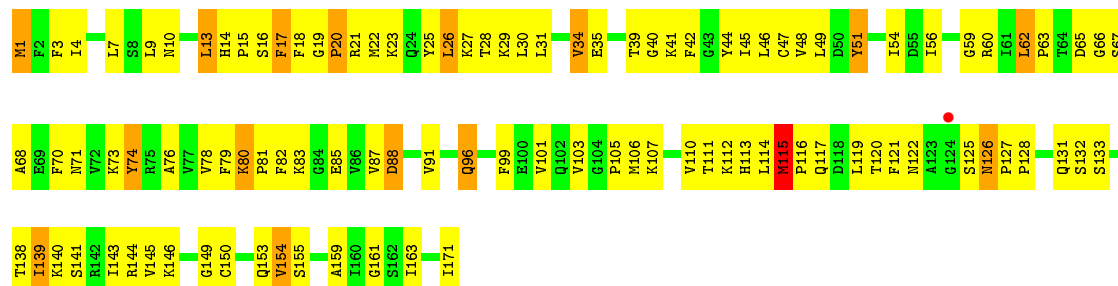 M1 F2 F3 I4 L7 S8 L9 N10 L13 H14 P15 S16 F17 F18 G19 P20 R21 M22 K23 Q24 Y25 L26 K27 T28 K29 L30 L31 V34 E35 T39 G40 K41 F42 G43 Y44 I45 L46 C47 V48 L49 D50 Y51 I54 D55 I56 G59 R60 I61 L62 P63 T64 D65 G66 S67
A68 E69 F70 N71 V72 K73 Y74 R75 A76 V77 V78 F79 K80 P81 F82 K83 G84 E85 V86 V87 D88 V91 Q96 F99 E100 V101 Q102 V103 G104 P105 M106 K107 V110 T111 K112 H113 L114 M115 P116 Q117 D118 L119 T120 F121 N122 A123 G124 S125 N126 P127 P128 Q131 S132 S133
T138 I139 K140 S141 R142 I143 R144 V145 K146 G149 C150 Q153 V154 S155 A159 I160 G161 S162 I163 I171